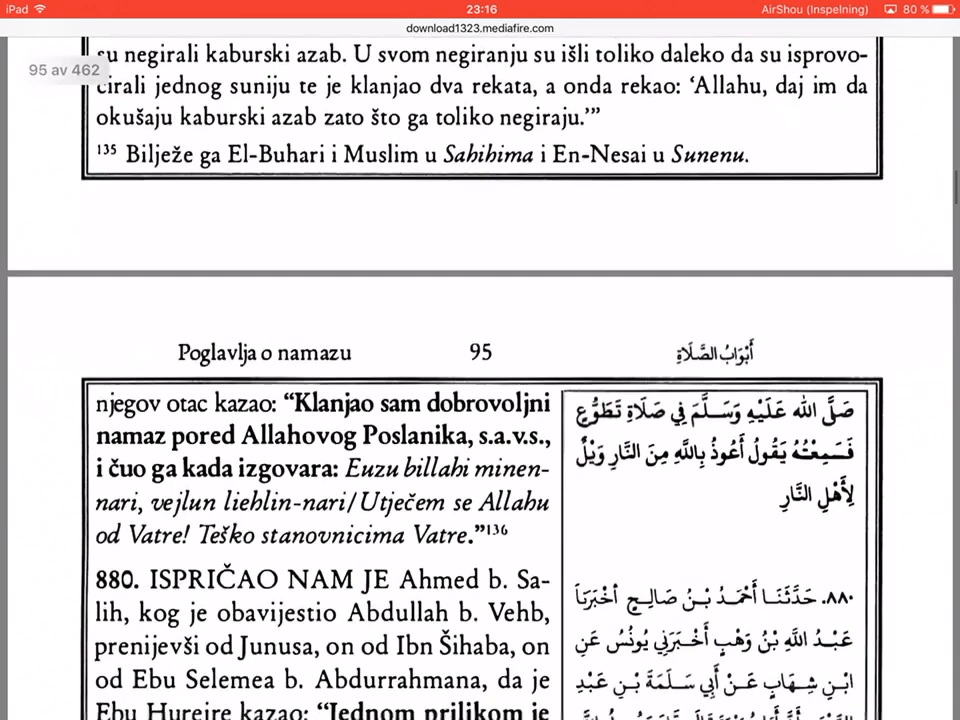 iPad
23:16
AirShou (Inspelning)
80 %
download1323.mediafire.com
95 av 462
su negirali kaburski azab. U svom negiranju su išli toliko daleko da su isprovo-
cirali jednog suniju te je klanjao dva rekata, a onda rekao: ‘Allahu, daj im da
okušaju kaburski azab zato što ga toliko negiraju.’”
135 Bilježe ga El-Buhari i Muslim u Sahihima i En-Nesai u Sunenu.
Poglavlja o namazu
95
أَبْوَابُ الصَّلَاةِ
njegov otac kazao: “Klanjao sam dobrovoljni
namaz pored Allahovog Poslanika, s.a.v.s.,
i čuo ga kada izgovara: Euzu billahi minen-
nari, vejlun liehlin-nari/Utječem se Allahu
od Vatre! Teško stanovnicima Vatre.”136
880. ISPRIČAO NAM JE Ahmed b. Sa-
lih, kog je obavijestio Abdullah b. Vehb,
prenijevši od Junusa, on od Ibn Šihaba, on
od Ebu Selemea b. Abdurrahmana, da je
Ebu Hurejre kazao: “Jednom prilikom je
صَلَّى الله عَلَيْهِ وَسَلَّمَ فِي صَلَاةِ تَطَوُّعٍ
فَسَمِعْتُهُ يَقُولُ أَعُوذُ بِاللَّهِ مِنَ النَّارِ وَيْلٌ
لِأَهْلِ النَّارِ
٨٨٠. حَدَّثَنَا أَحْمَدُ بْنُ صَالِحٍ أَخْبَرَنَا
عَبْدُ اللَّهِ بْنُ وَهْبٍ أَخْبَرَنِي يُونُسُ عَنِ
ابْنِ شِهَابٍ عَنْ أَبِي سَلَمَةَ بْنِ عَبْدِ